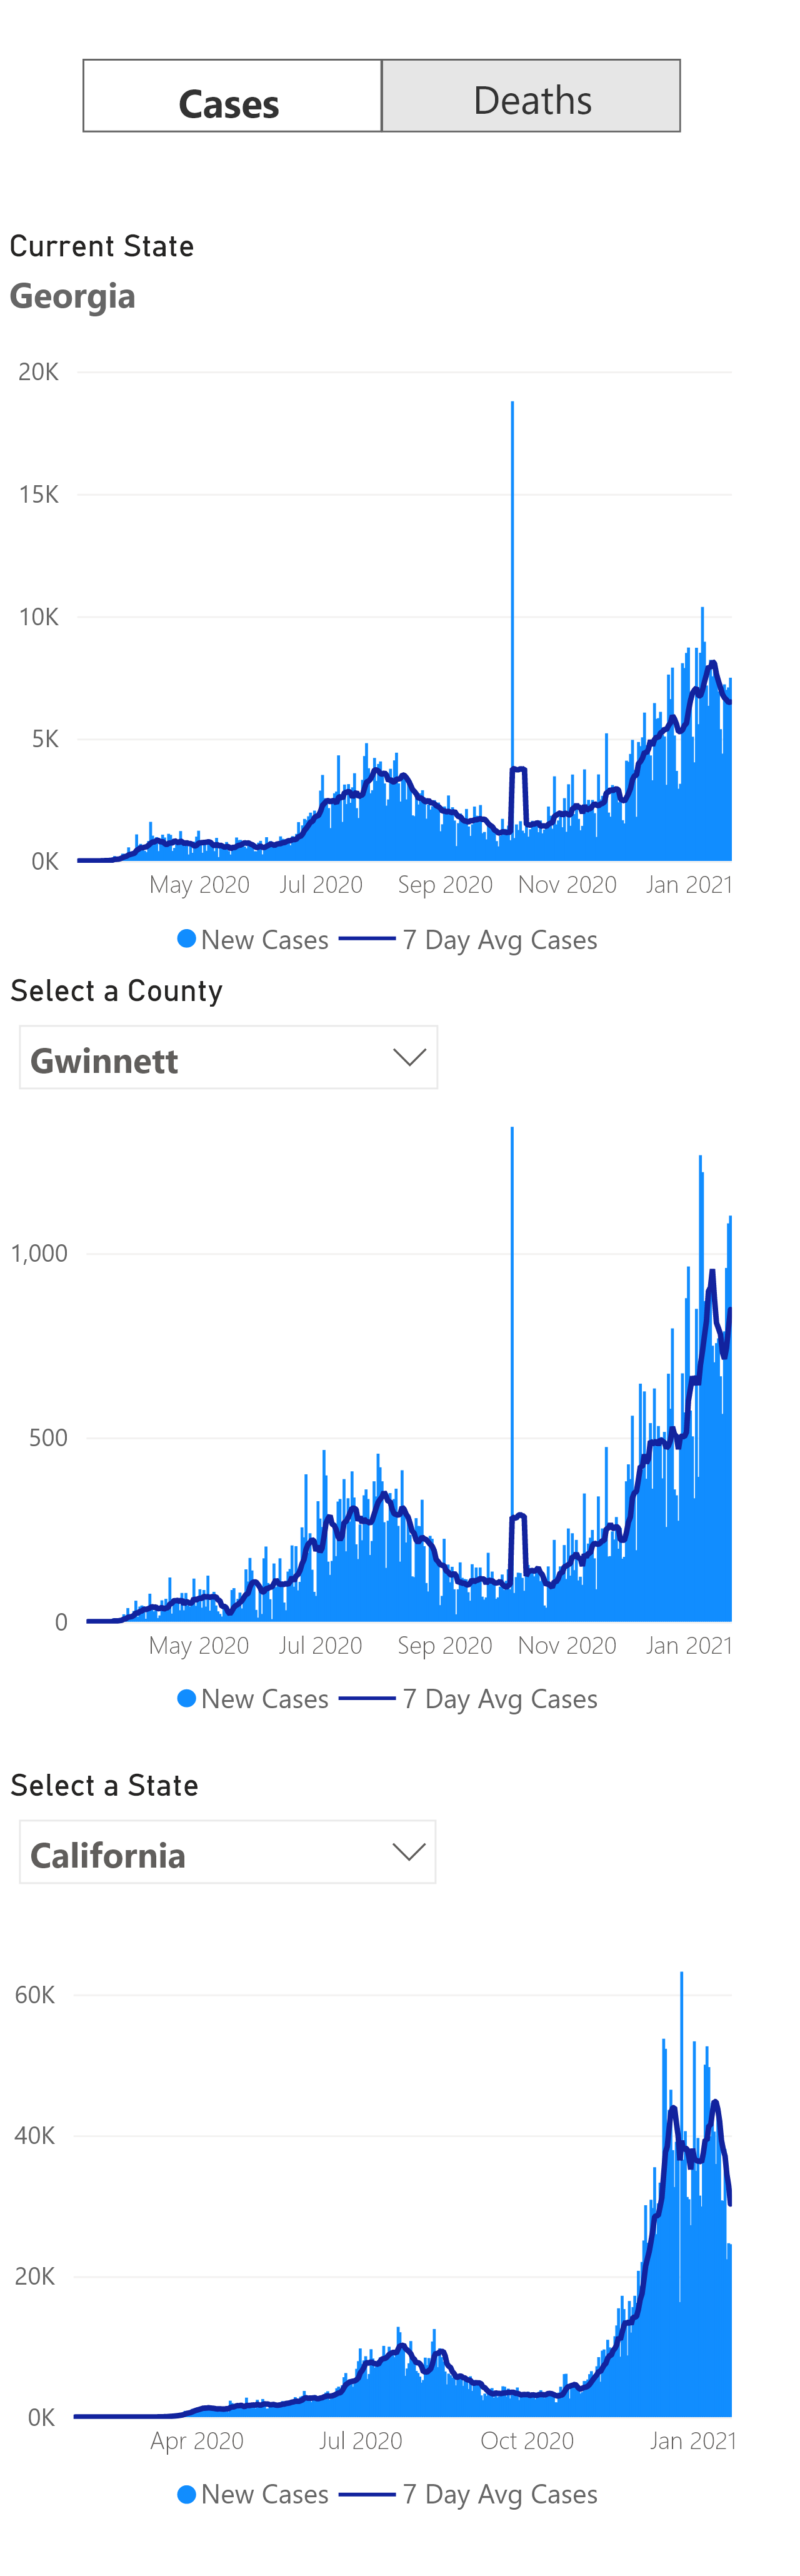 Cases Deaths
Current State
Georgia
20K
15K
10K
5K
0K
May 2020 Jul 2020 Sep 2020 Nov 2020 Jan 2021
New Cases 7 Day Avg Cases
Select a County
Gwinnett
1,000
500
0
May 2020 Jul 2020 Sep 2020 Nov 2020 Jan 2021
New Cases 7 Day Avg Cases
Select a State
California
60K
40K
20K
0K
Apr 2020 Jul 2020 Oct 2020 Jan 2021
New Cases 7 Day Avg Cases